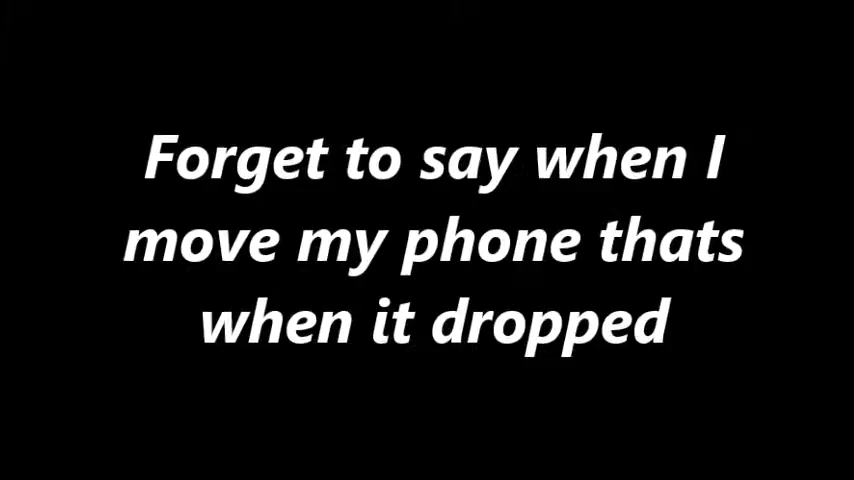 Forget to say when I
move my phone thats
when it dropped